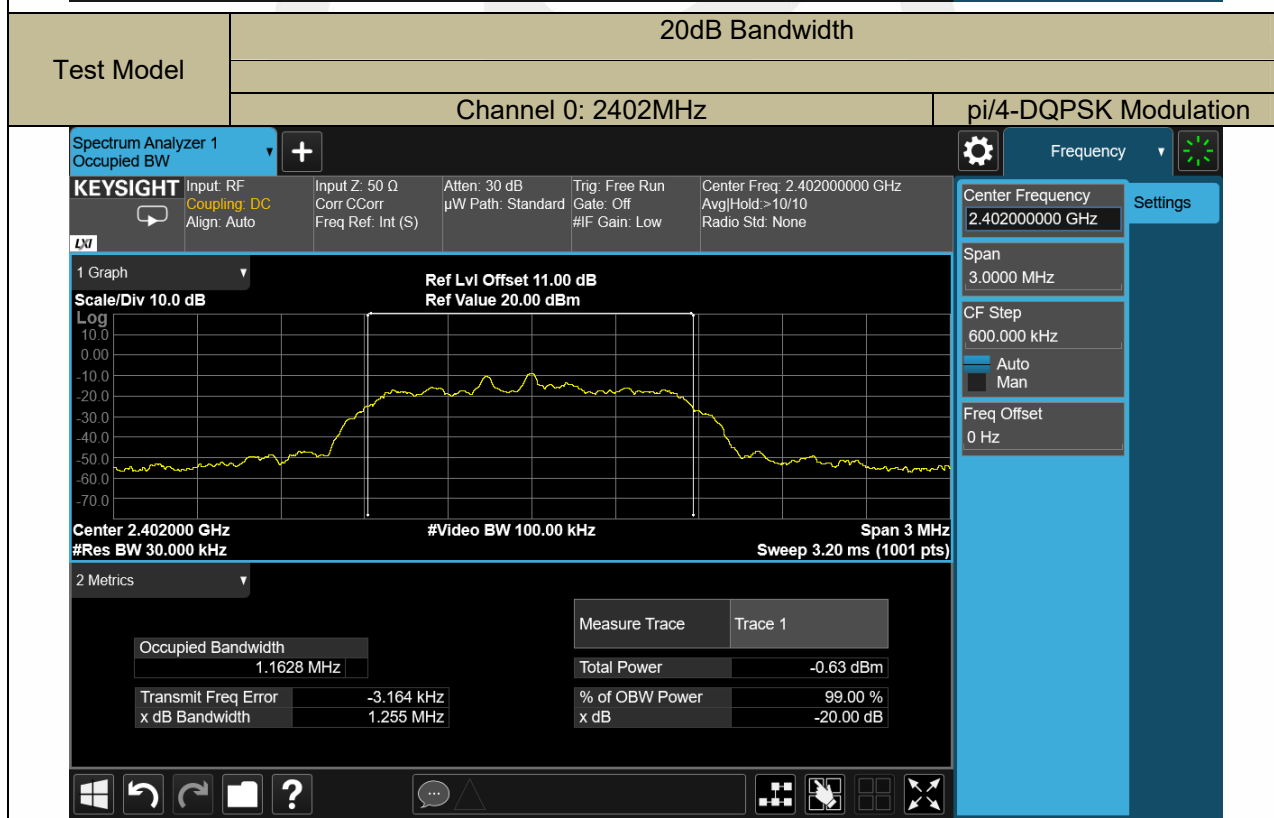 20dB Bandwidth
Test Model
Channel 0: 2402MHz pi/4-DQPSK Modulation
Spectrum Analyzer 1
Occupied BW
+
Frequency
KEYSIGHT Input: RF Input Z: 50 Ω Atten: 30 dB Trig: Free Run Center Freq: 2.402000000 GHz
Coupling: DC Corr CCorr µW Path: Standard Gate: Off Avg|Hold:>10/10
Align: Auto Freq Ref: Int (S) #IF Gain: Low Radio Std: None
LXI
Center Frequency
2.402000000 GHz
Settings
Span
3.0000 MHz
CF Step
600.000 kHz
Auto
Man
Freq Offset
0 Hz
1 Graph
Ref Lvl Offset 11.00 dB
Scale/Div 10.0 dB Ref Value 20.00 dBm
Log
10.0
0.00
-10.0
-20.0
-30.0
-40.0
-50.0
-60.0
-70.0
Center 2.402000 GHz #Video BW 100.00 kHz Span 3 MHz
#Res BW 30.000 kHz Sweep 3.20 ms (1001 pts)
2 Metrics
Measure Trace Trace 1
Occupied Bandwidth
1.1628 MHz
Total Power -0.63 dBm
Transmit Freq Error -3.164 kHz % of OBW Power 99.00 %
x dB Bandwidth 1.255 MHz x dB -20.00 dB
?